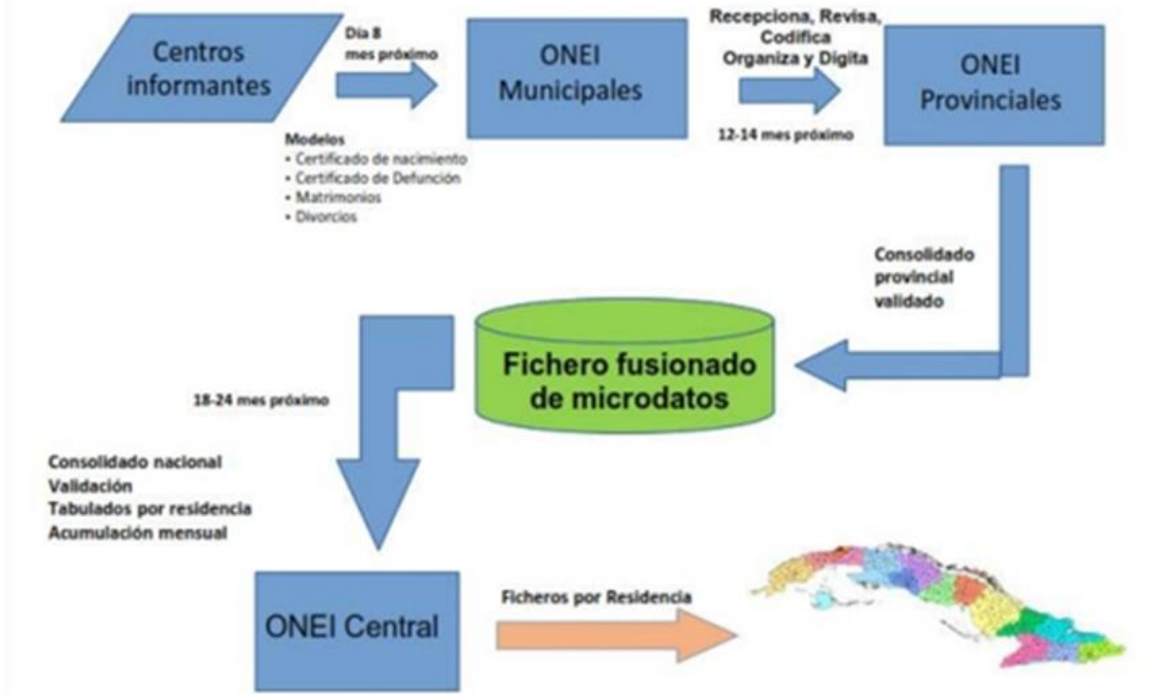 Centros
informantes
Día 8
mes próximo
Modelos
• Certificado de nacimiento
• Certificado de Defunción
• Matrimonios
• Divorcios
ONEI
Municipales
Recepciona, Revisa,
Codifica
Organiza y Digita
12-14 mes próximo
ONEI
Provinciales
Consolidado
provincial
validado
Fichero fusionado
de microdatos
18-24 mes próximo
Consolidado nacional
Validación
Tabulados por residencia
Acumulación mensual
ONEI Central
Ficheros por Residencia